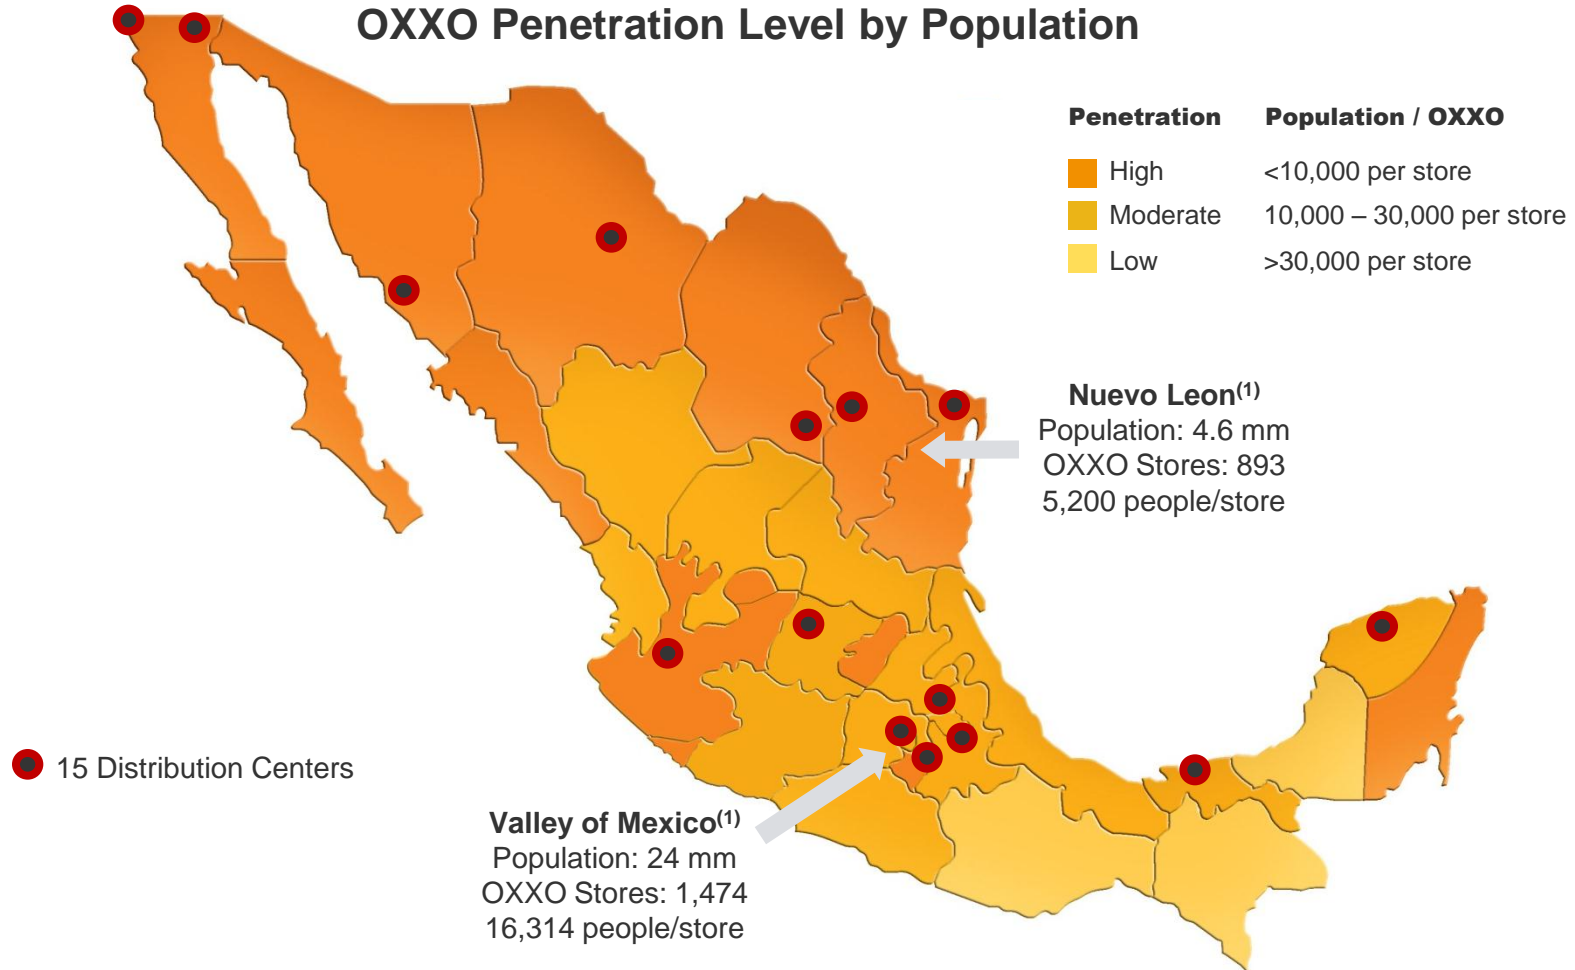 OXXO Penetration Level by Population
Penetration Population / OXXO
High <10,000 per store
Moderate 10,000 – 30,000 per store
Low >30,000 per store
Nuevo Leon(1)
Population: 4.6 mm
OXXO Stores: 893
5,200 people/store
15 Distribution Centers
Valley of Mexico(1)
Population: 24 mm
OXXO Stores: 1,474
16,314 people/store